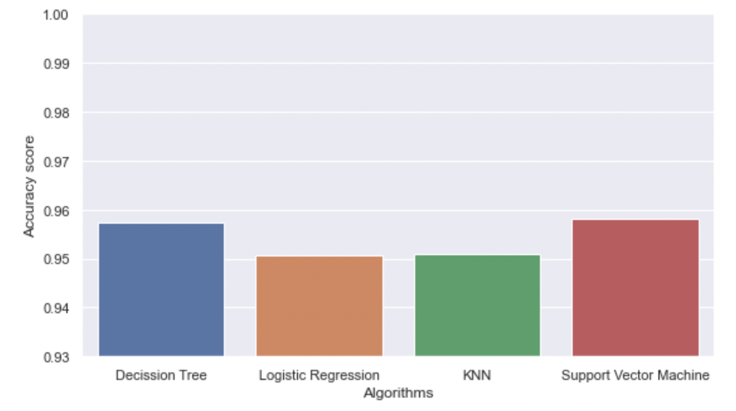 1.00
0.99
0.98
0.97
0.96
0.95
0.94
0.93
Accuracy score
Decission Tree Logistic Regression KNN Support Vector Machine
Algorithms